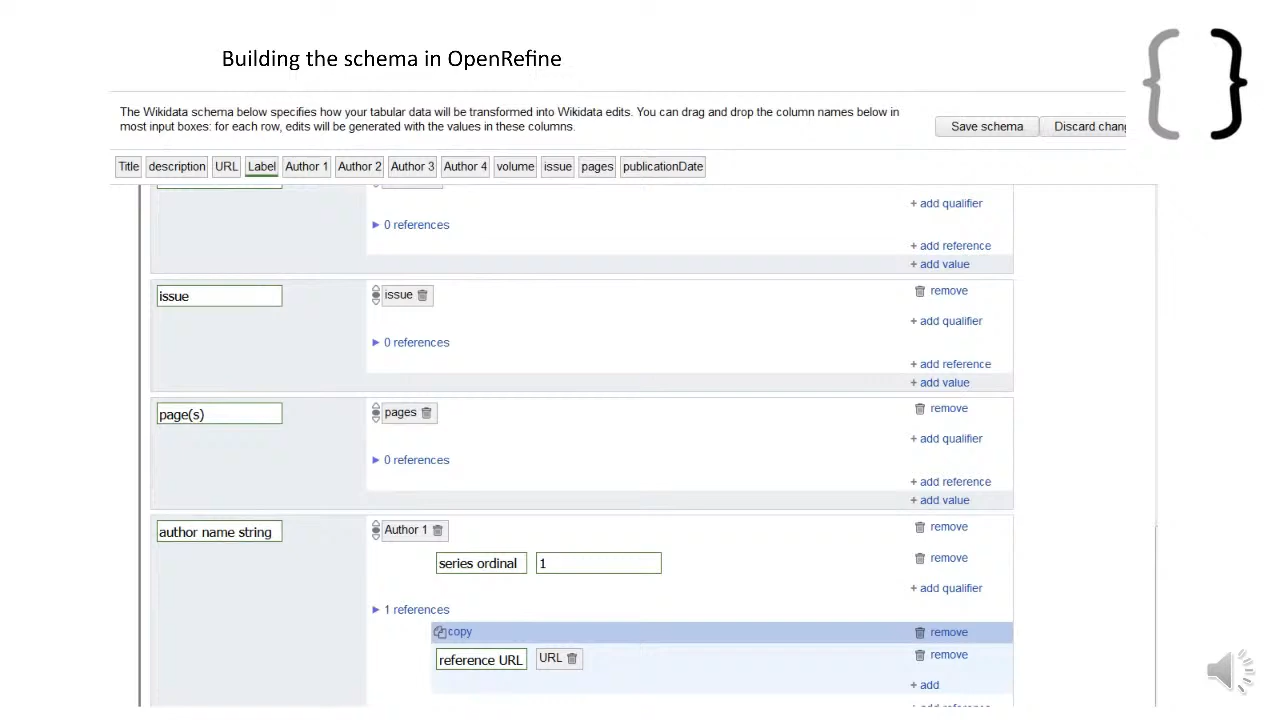 Building the schema in OpenRefine
The Wikidata schema below specifies how your tabular data will be transformed into Wikidata edits. You can drag and drop the column names below in
most input boxes: for each row, edits will be generated with the values in these columns.
Save schema
Discard chang
Title description URL Label Author 1 Author 2 Author 3 Author 4 volume issue pages publicationDate
+ add qualifier
0 references
+ add reference
+ add value
issue issue remove
+ add qualifier
0 references
+ add reference
+ add value
page(s) pages remove
+ add qualifier
0 references
+ add reference
+ add value
author name string Author 1 remove
series ordinal 1 remove
+ add qualifier
1 references
copy remove
reference URL URL remove
+ add